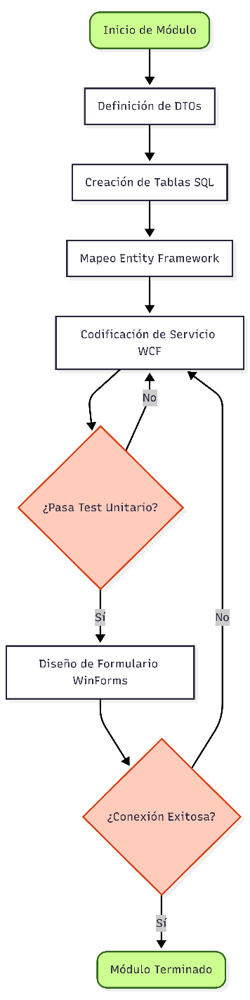 Inicio de Módulo
Definición de DTOs
Creación de Tablas SQL
Mapeo Entity Framework
Codificación de Servicio
WCF
No
¿Pasa Test Unitario?
Sí
No
Diseño de Formulario
WinForms
¿Conexión Exitosa?
Sí
Módulo Terminado